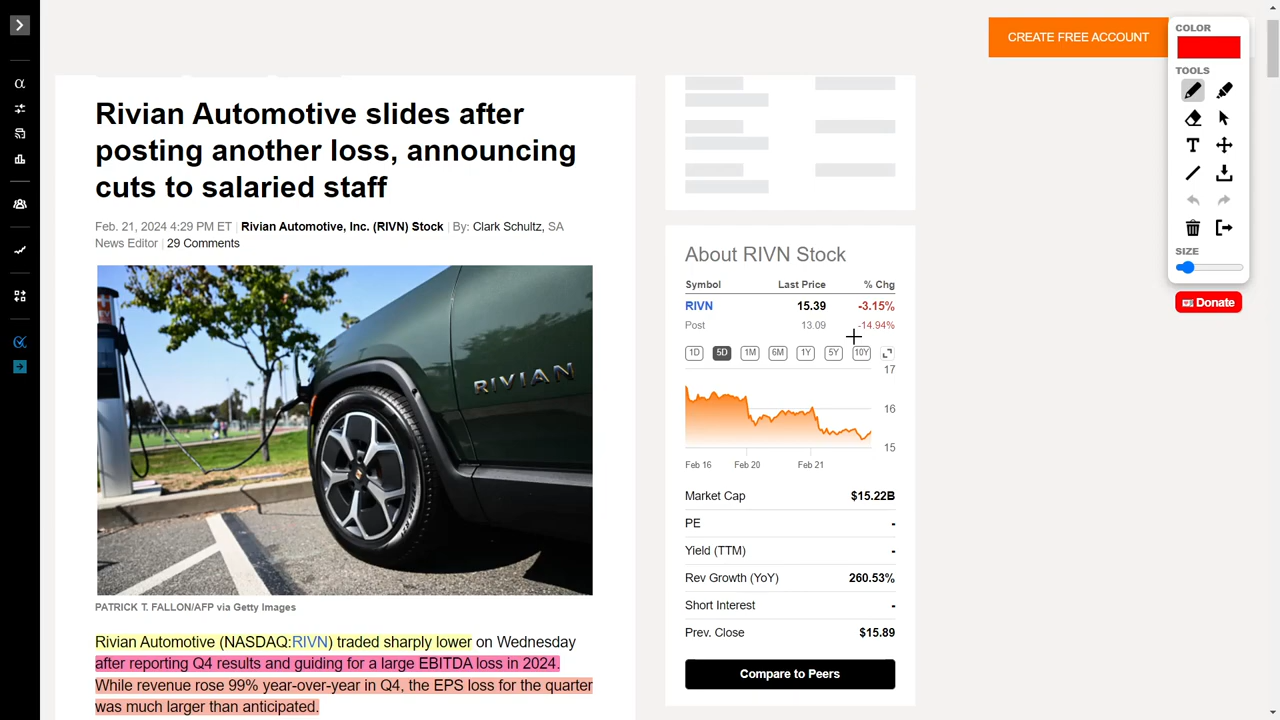 CREATE FREE ACCOUNT
COLOR
TOOLS
T
SIZE
Donate
Rivian Automotive slides after
posting another loss, announcing
cuts to salaried staff
Feb. 21, 2024 4:29 PM ET | Rivian Automotive, Inc. (RIVN) Stock | By: Clark Schultz, SA
News Editor | 29 Comments
RIVIAN
PATRICK T. FALLON/AFP via Getty Images
Rivian Automotive (NASDAQ:RIVN) traded sharply lower on Wednesday
after reporting Q4 results and guiding for a large EBITDA loss in 2024.
While revenue rose 99% year-over-year in Q4, the EPS loss for the quarter
was much larger than anticipated.
About RIVN Stock
Symbol Last Price % Chg
RIVN 15.39 -3.15%
Post 13.09 -14.94%
1D 5D 1M 6M 1Y 5Y 10Y
17
16
15
Feb 16 Feb 20 Feb 21
Market Cap $15.22B
PE -
Yield (TTM) -
Rev Growth (YoY) 260.53%
Short Interest -
Prev. Close $15.89
Compare to Peers